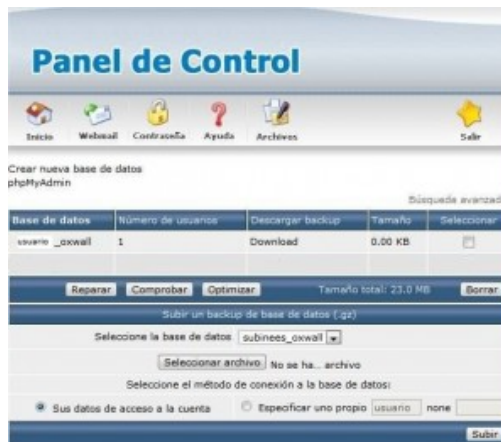 Panel de Control
Inicio Webmail Contraseña Ayuda Archivos Salir
Crear nueva base de datos
phpMyAdmin
Búsqueda avanzad
Base de datos Número de usuarios Descargar backup Tamaño Seleccionar
usuario _oxwall 1 Download 0.00 KB
Reparar Comprobar Optimizar Tamaño total: 23.0 MB Borrar
Subir un backup de base de datos (.gz)
Seleccione la base de datos subinees_oxwall
Seleccionar archivo No se ha... archivo
Seleccione el método de conexión a la base de datos:
Sus datos de acceso a la cuenta Especificar uno propio usuario none
Subir